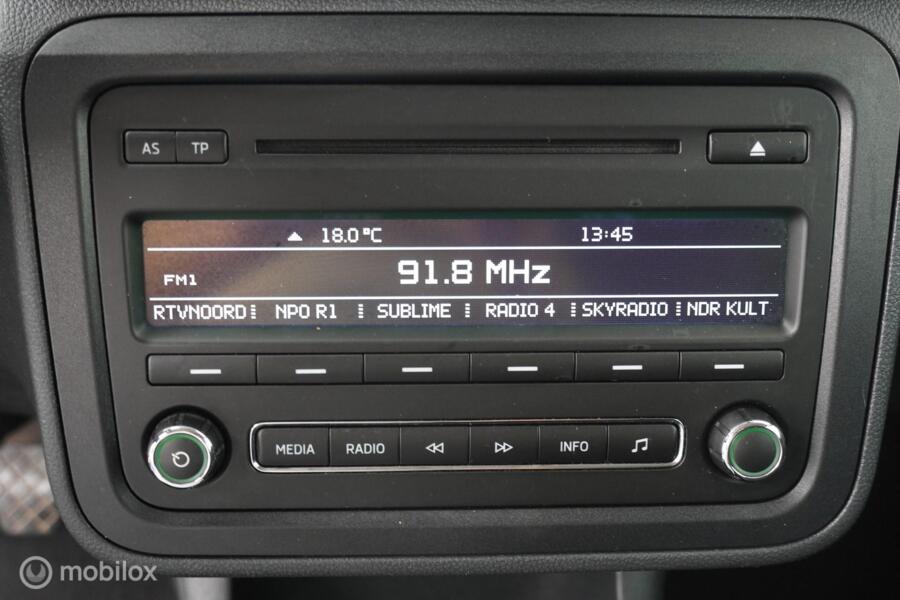 AS TP
18.0°C 13:45
FM1 91.8 MHz
RTVNOORD NPO R1 SUBLIME RADIO 4 SKYRADIO NDR KULT
MEDIA RADIO INFO
mobilox